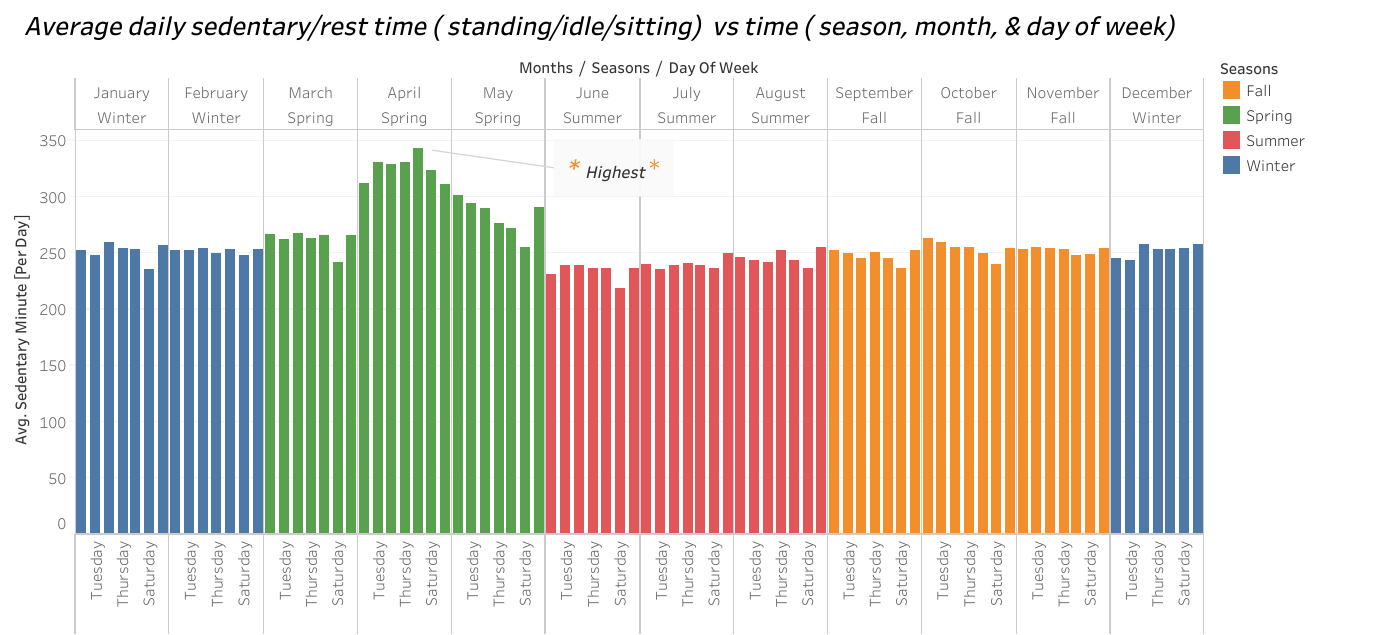 Average daily sedentary/rest time ( standing/idle/sitting)  vs time ( season, month, & day of week)
Months / Seasons / Day Of Week
January February March April May June July August September October November December
Winter Winter Spring Spring Spring Summer Summer Summer Fall Fall Fall Winter
Seasons
Fall
Spring
Summer
Winter
* Highest *
Avg. Sedentary Minute [Per Day]
350
300
250
200
150
100
50
0
Tuesday Thursday Saturday Tuesday Thursday Saturday Tuesday Thursday Saturday Tuesday Thursday Saturday Tuesday Thursday Saturday Tuesday Thursday Saturday Tuesday Thursday Saturday Tuesday Thursday Saturday Tuesday Thursday Saturday Tuesday Thursday Saturday Tuesday Thursday Saturday Tuesday Thursday Saturday